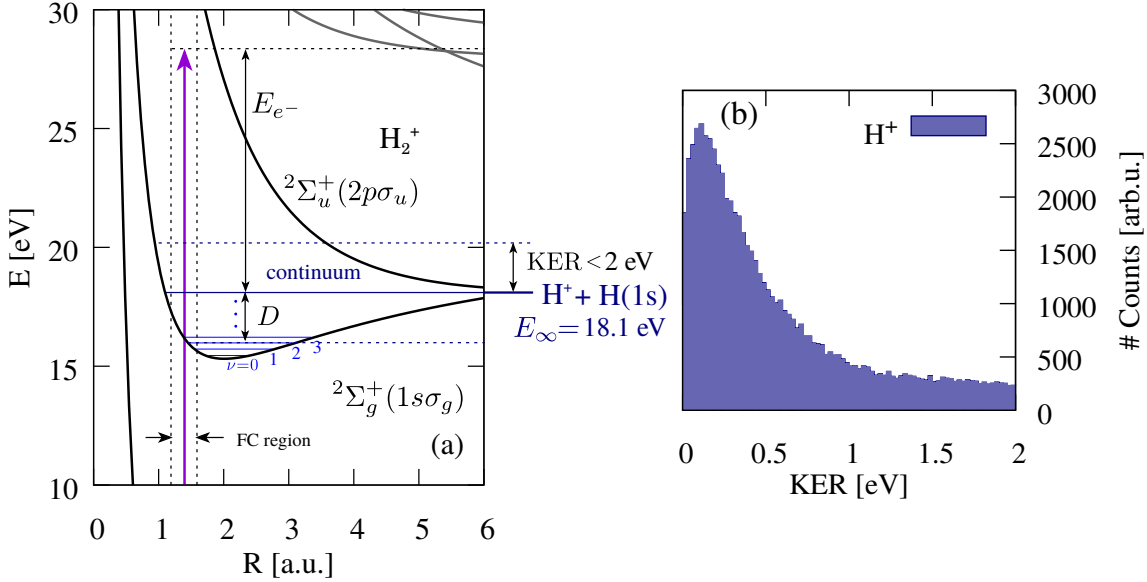 30
25
20
15
10
E [eV]
0 1 2 3 4 5 6
R [a.u.]
E_{e^-}
H₂⁺
²Σ_u⁺(2pσ_u)
continuum
D
ν=0 1 2 3
²Σ_g⁺(1sσ_g)
(a)
FC region
KER < 2 eV
H⁺ + H(1s)
E_∞ = 18.1 eV
(b)
H⁺
3000
2500
2000
1500
1000
500
0
# Counts [arb.u.]
0 0.5 1 1.5 2
KER [eV]